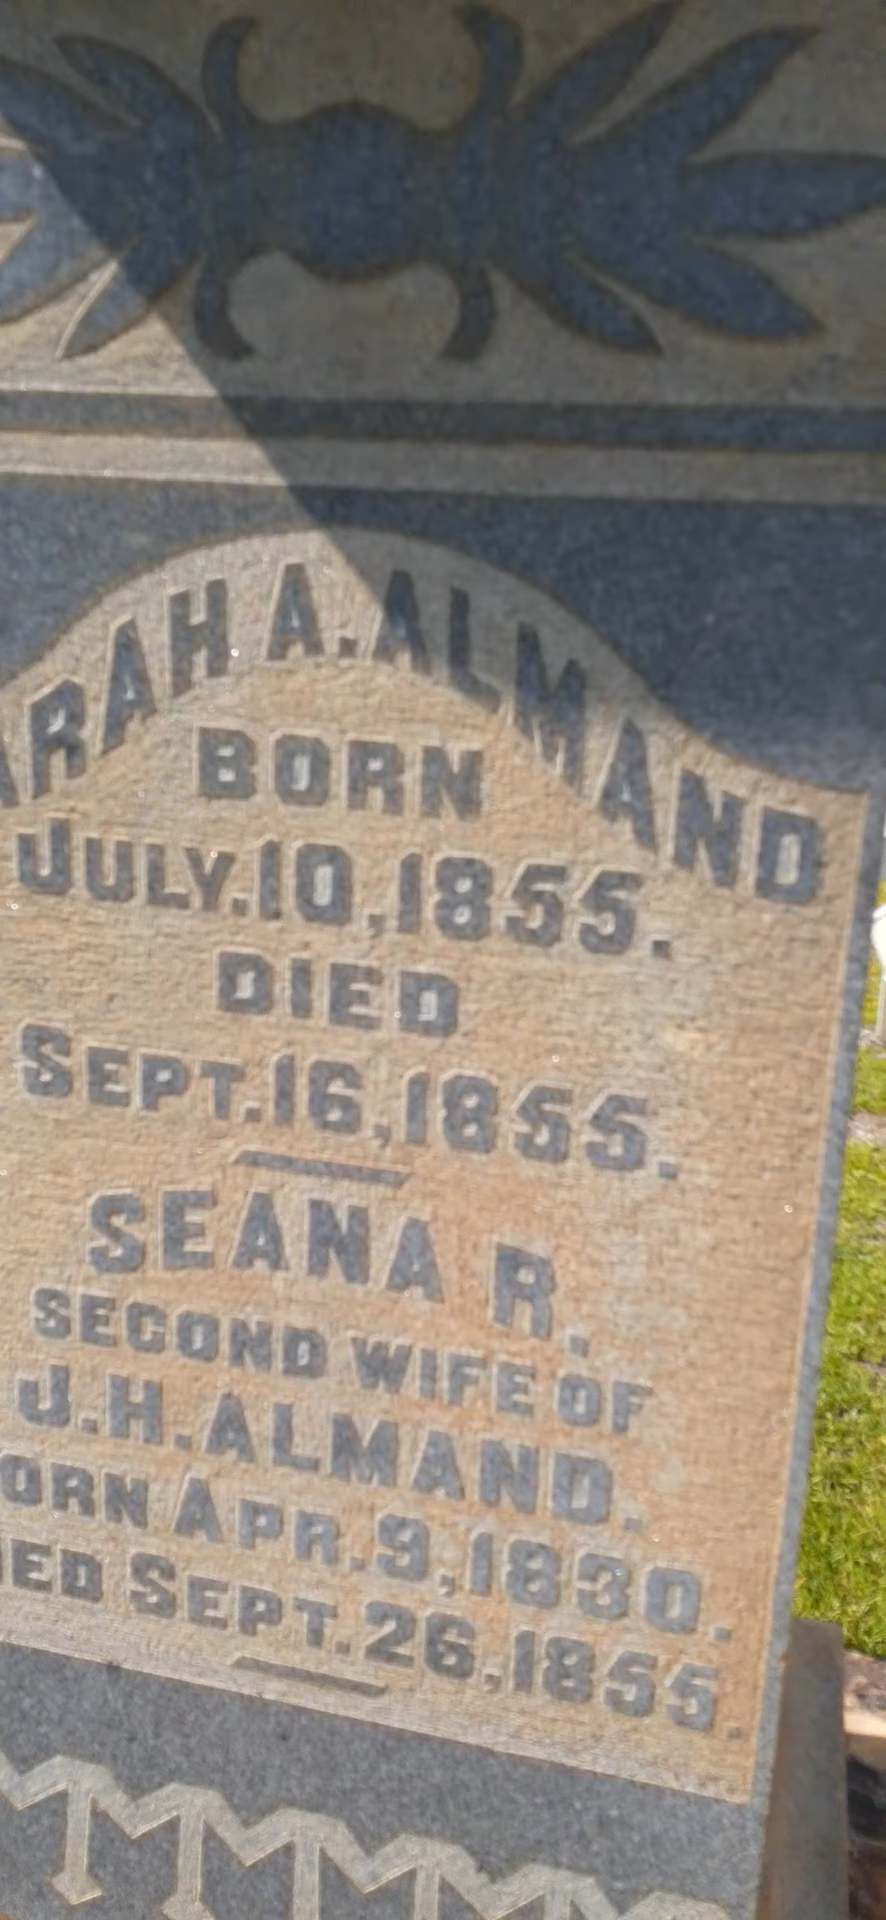 ARAH A. ALMAND
BORN
JULY. 10, 1855.
DIED
SEPT. 16, 1855.
SEANA R.
SECOND WIFE OF
J. H. ALMAND.
ORN APR. 9, 1830.
IED SEPT. 26, 1855.